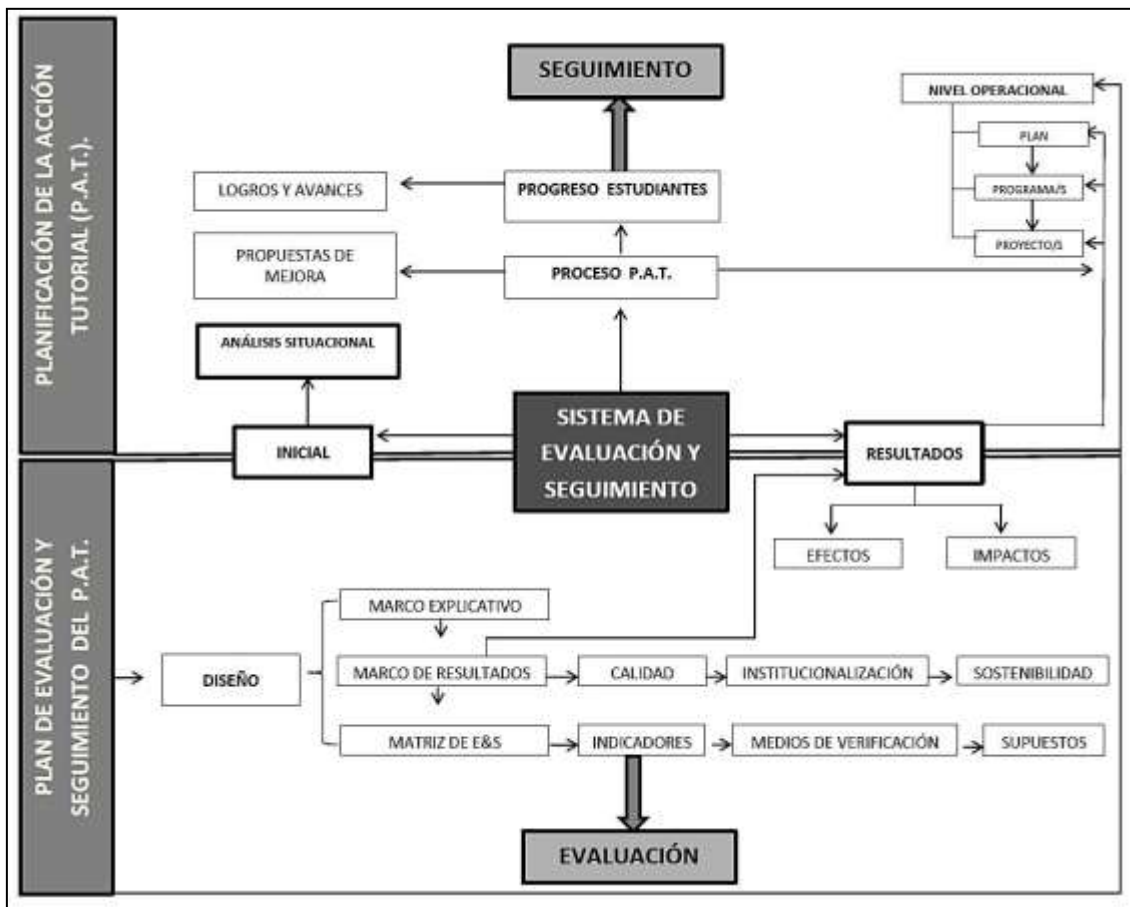 PLANIFICACIÓN DE LA ACCIÓN
TUTORIAL (P.A.T.).
SEGUIMIENTO
NIVEL OPERACIONAL
PLAN
PROGRAMA/S
PROYECTO/S
LOGROS Y AVANCES
PROGRESO ESTUDIANTES
PROPUESTAS DE
MEJORA
PROCESO P.A.T.
ANÁLISIS SITUACIONAL
INICIAL
SISTEMA DE
EVALUACIÓN Y
SEGUIMIENTO
RESULTADOS
EFECTOS
IMPACTOS
PLAN DE EVALUACIÓN Y
SEGUIMIENTO DEL P.A.T.
DISEÑO
MARCO EXPLICATIVO
MARCO DE RESULTADOS
CALIDAD
INSTITUCIONALIZACIÓN
SOSTENIBILIDAD
MATRIZ DE E&S
INDICADORES
MEDIOS DE VERIFICACIÓN
SUPUESTOS
EVALUACIÓN